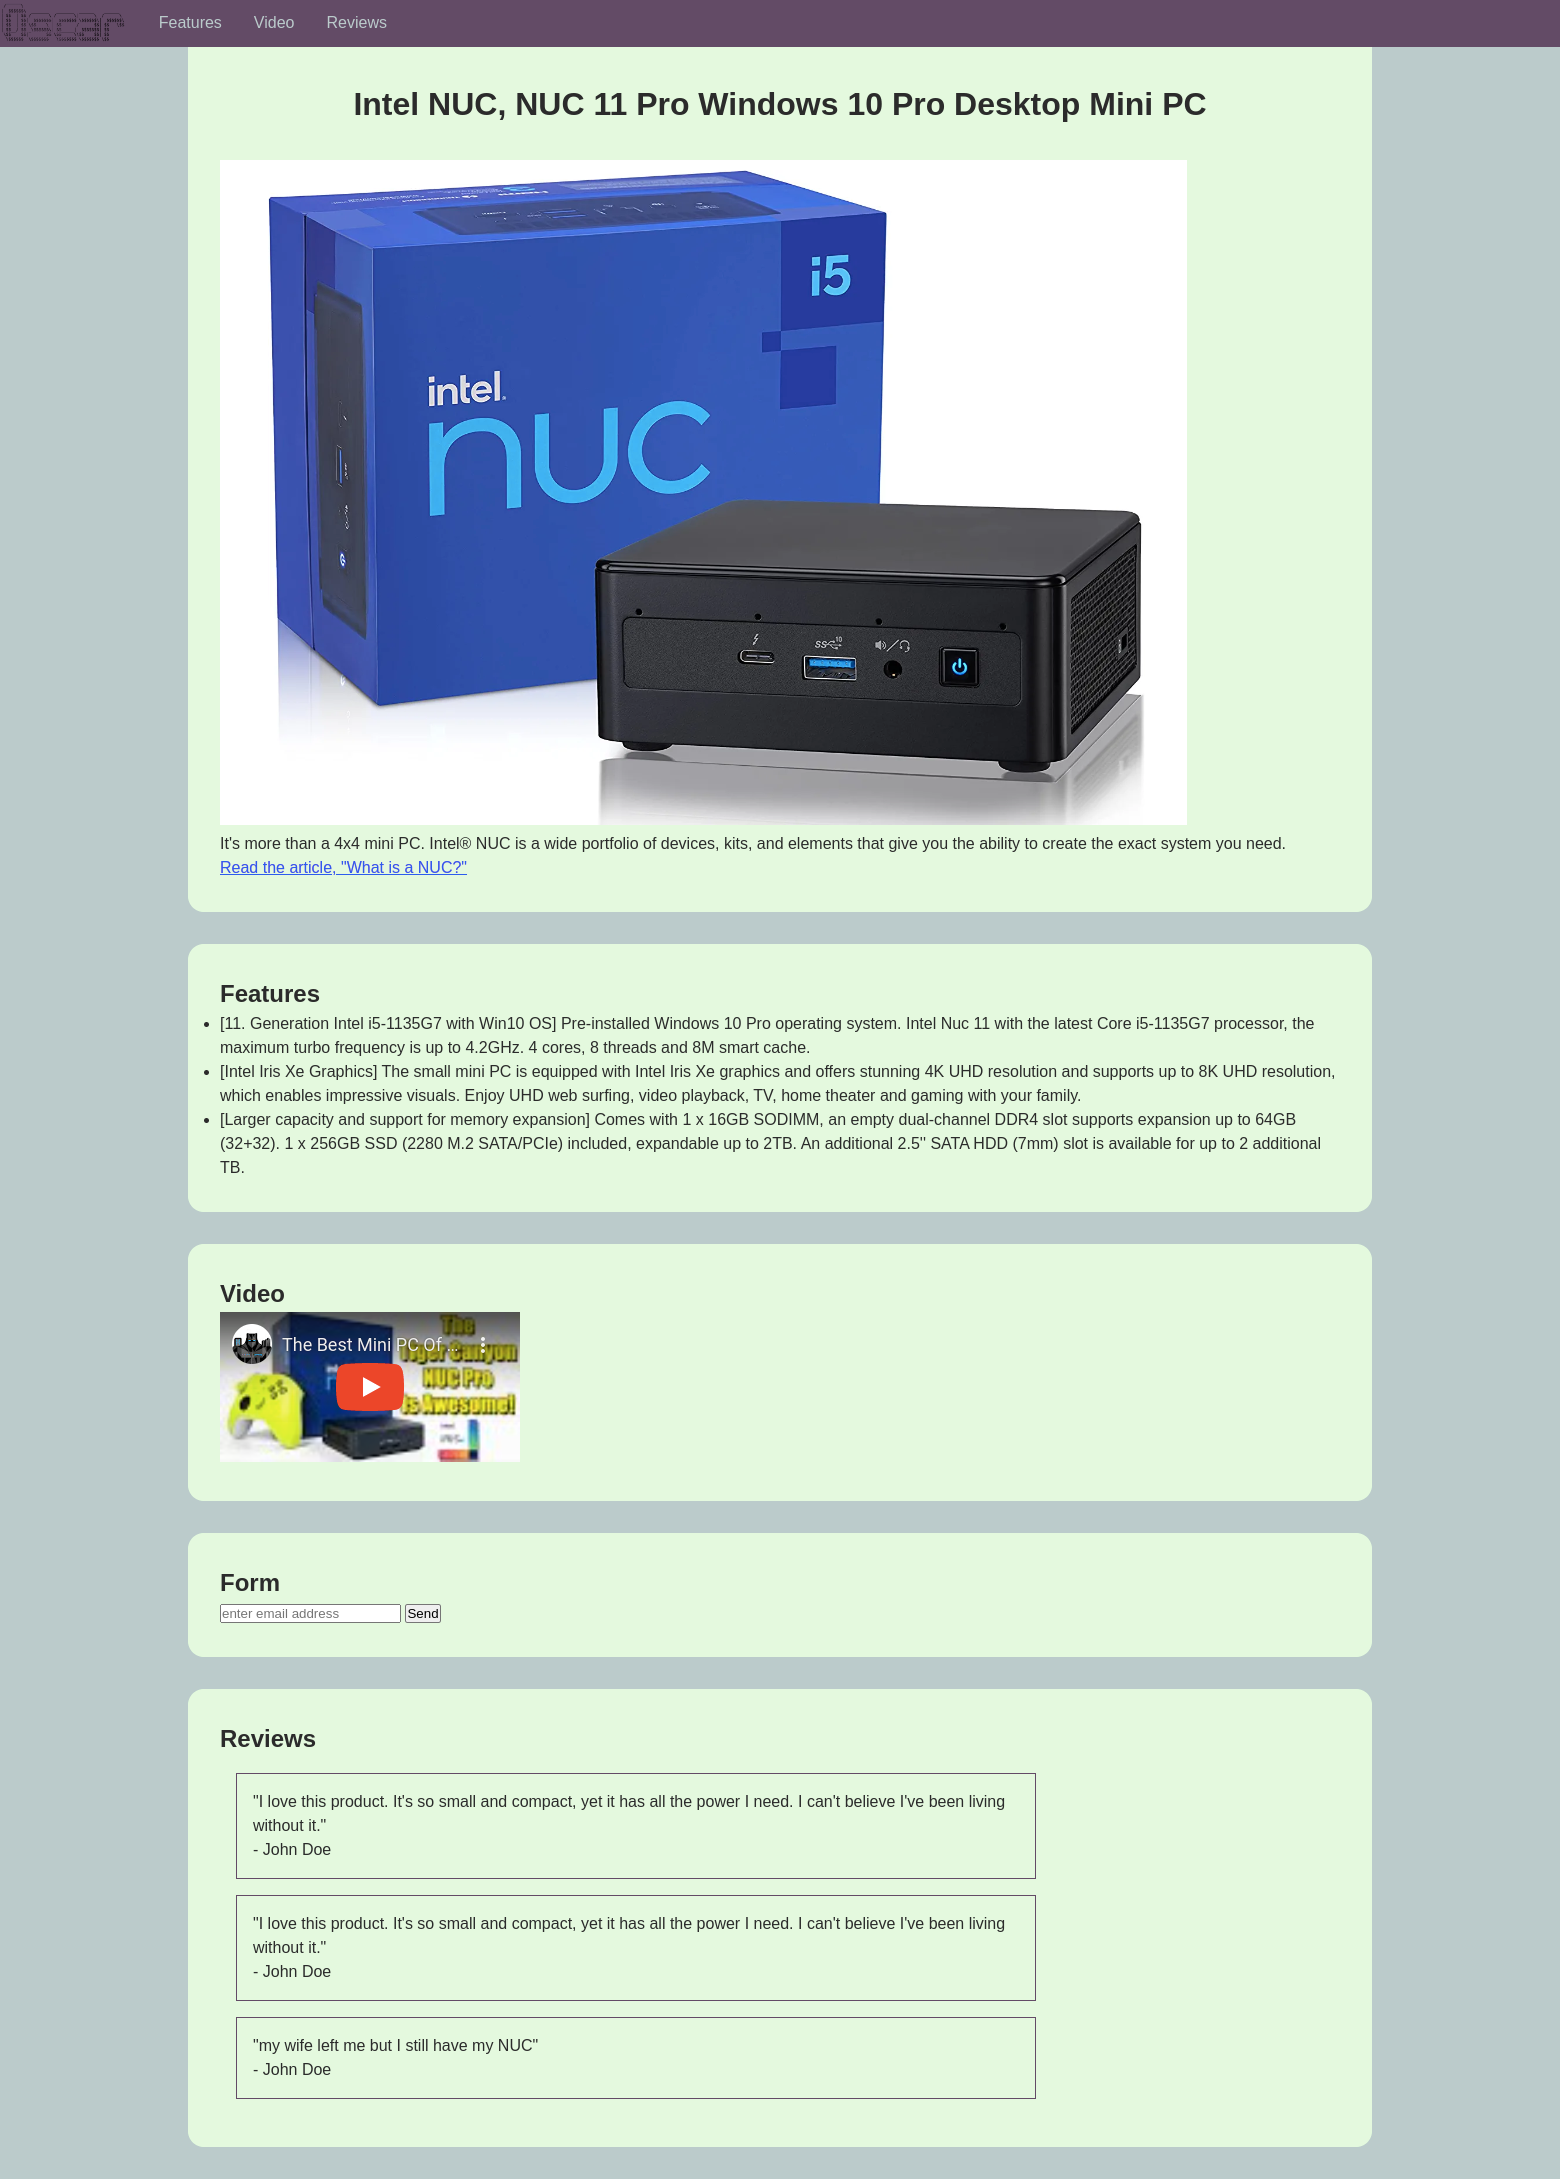 Oscar
Features Video Reviews
Intel NUC, NUC 11 Pro Windows 10 Pro Desktop Mini PC
i5
intel.
nuc
ss 10
It's more than a 4x4 mini PC. Intel® NUC is a wide portfolio of devices, kits, and elements that give you the ability to create the exact system you need.
Read the article, "What is a NUC?"
Features
• [11. Generation Intel i5-1135G7 with Win10 OS] Pre-installed Windows 10 Pro operating system. Intel Nuc 11 with the latest Core i5-1135G7 processor, the
maximum turbo frequency is up to 4.2GHz. 4 cores, 8 threads and 8M smart cache.
• [Intel Iris Xe Graphics] The small mini PC is equipped with Intel Iris Xe graphics and offers stunning 4K UHD resolution and supports up to 8K UHD resolution,
which enables impressive visuals. Enjoy UHD web surfing, video playback, TV, home theater and gaming with your family.
• [Larger capacity and support for memory expansion] Comes with 1 x 16GB SODIMM, an empty dual-channel DDR4 slot supports expansion up to 64GB
(32+32). 1 x 256GB SSD (2280 M.2 SATA/PCIe) included, expandable up to 2TB. An additional 2.5'' SATA HDD (7mm) slot is available for up to 2 additional
TB.
Video
The Best Mini PC Of ...
The
Tiger Canyon
NUC Pro
Is Awesome!
Form
enter email address Send
Reviews
"I love this product. It's so small and compact, yet it has all the power I need. I can't believe I've been living
without it."
- John Doe
"I love this product. It's so small and compact, yet it has all the power I need. I can't believe I've been living
without it."
- John Doe
"my wife left me but I still have my NUC"
- John Doe